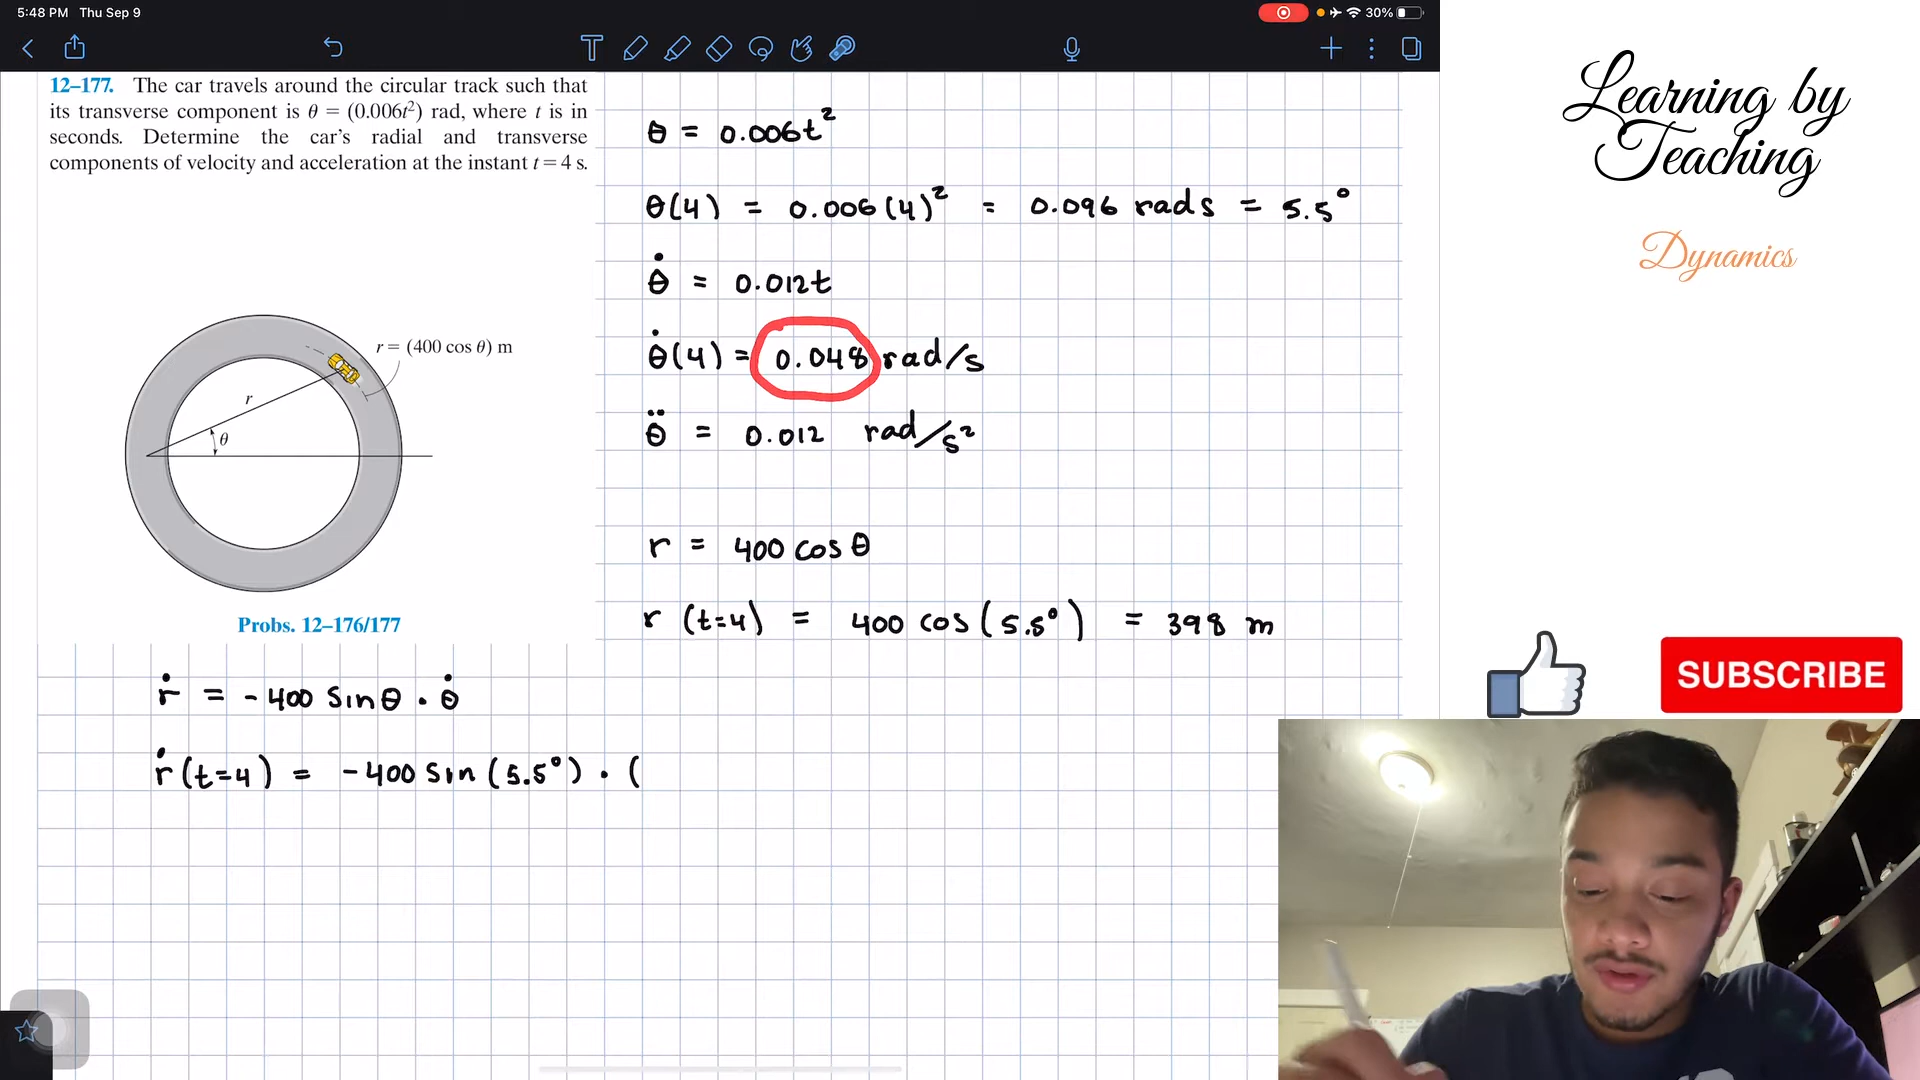 5:48 PM Thu Sep 9
30%
12–177. The car travels around the circular track such that
its transverse component is θ = (0.006t²) rad, where t is in
seconds. Determine the car's radial and transverse
components of velocity and acceleration at the instant t = 4 s.
r = (400 cos θ) m
r
θ
Probs. 12–176/177
θ = 0.006t²
θ(4) = 0.006(4)² = 0.096 rads = 5.5°
θ̇ = 0.012t
θ̇(4) = 0.048 rad/s
θ̈ = 0.012 rad/s²
r = 400 cos θ
r (t=4) = 400 cos(5.5°) = 398 m
ṙ = -400 sinθ · θ̇
ṙ(t=4) = -400 sin(5.5°) · (
Learning by
Teaching
Dynamics
SUBSCRIBE